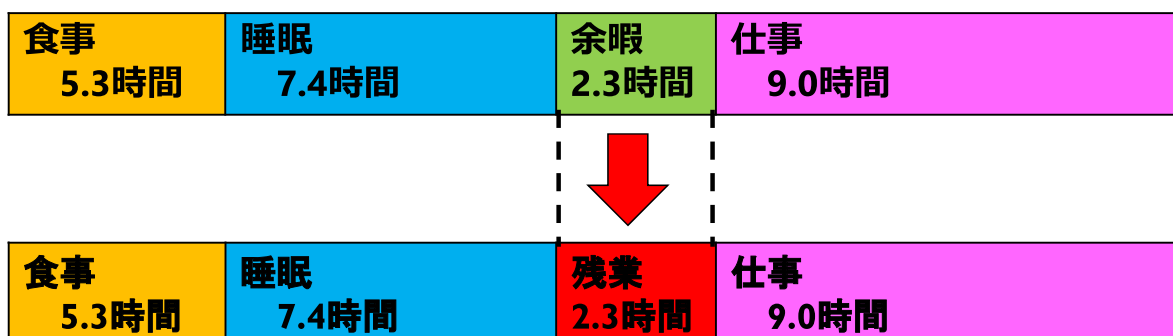 食事
5.3時間
睡眠
7.4時間
余暇
2.3時間
仕事
9.0時間
食事
5.3時間
睡眠
7.4時間
残業
2.3時間
仕事
9.0時間